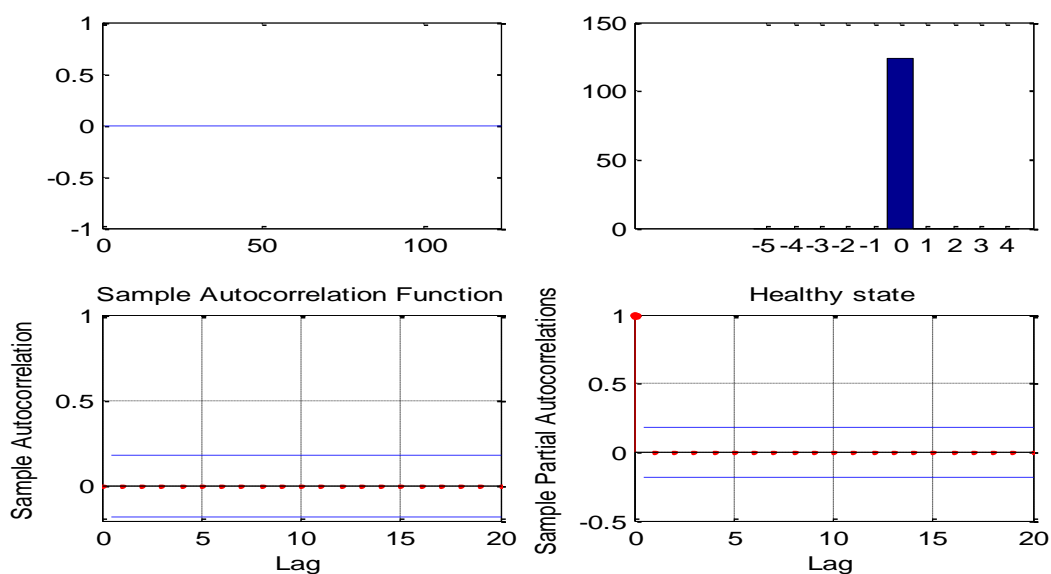 1
0.5
0
-0.5
-1
0 50 100
150
100
50
0
-5 -4 -3 -2 -1 0 1 2 3 4
Sample Autocorrelation Function
Sample Autocorrelation
1
0.5
0
0 5 10 15 20
Lag
Healthy state
Sample Partial Autocorrelations
1
0.5
0
-0.5
0 5 10 15 20
Lag